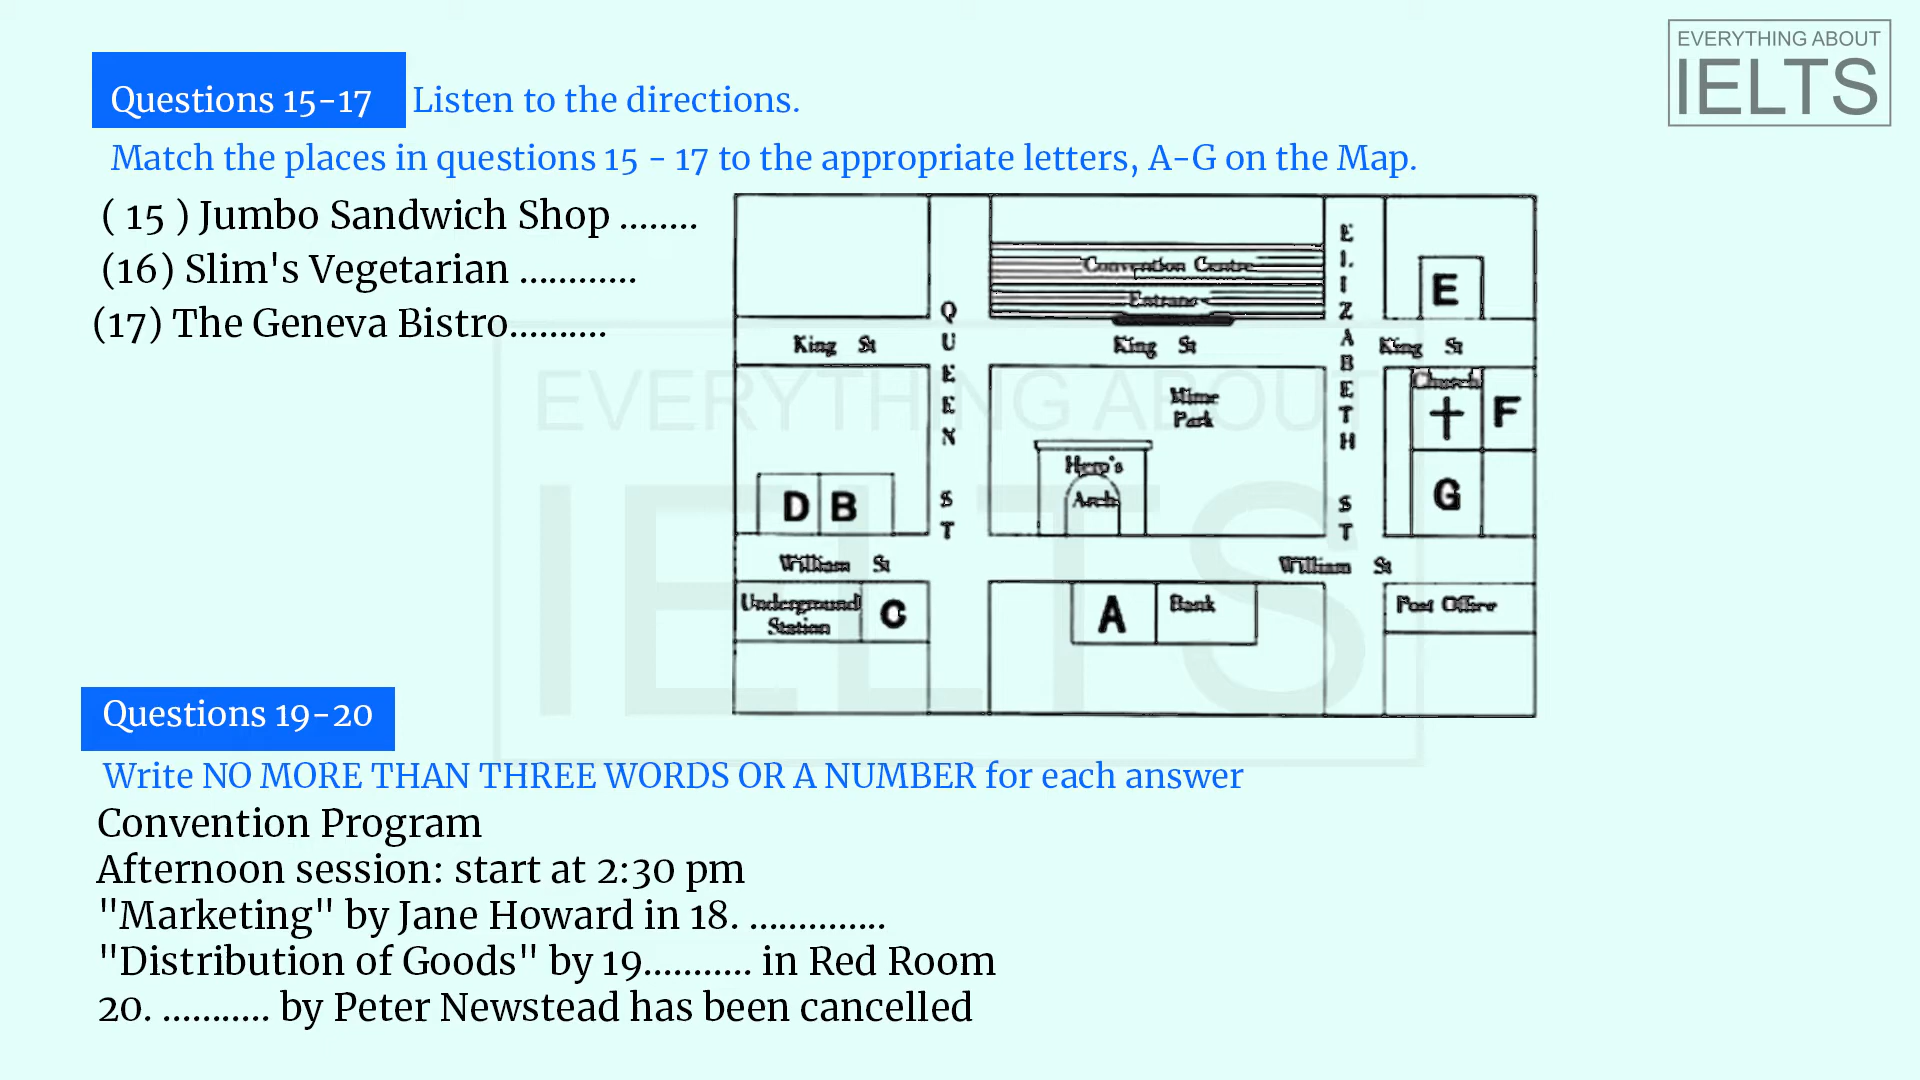 EVERYTHING ABOUT
IELTS
Questions 15-17 Listen to the directions.
Match the places in questions 15 - 17 to the appropriate letters, A-G on the Map.
( 15 ) Jumbo Sandwich Shop ........
(16) Slim's Vegetarian ............
(17) The Geneva Bistro..........
Convention Centre
Entrance
QUEEN ST
ELIZABETH ST
E
King St
King St
King St
Mime
Park
Church
F
Hero's
Arch
G
D B
William St
William St
Underground
Station
C
A
Bank
Post Office
EVERYTHING ABOUT
IELTS
Questions 19-20
Write NO MORE THAN THREE WORDS OR A NUMBER for each answer
Convention Program
Afternoon session: start at 2:30 pm
"Marketing" by Jane Howard in 18. ..............
"Distribution of Goods" by 19........... in Red Room
20. ........... by Peter Newstead has been cancelled